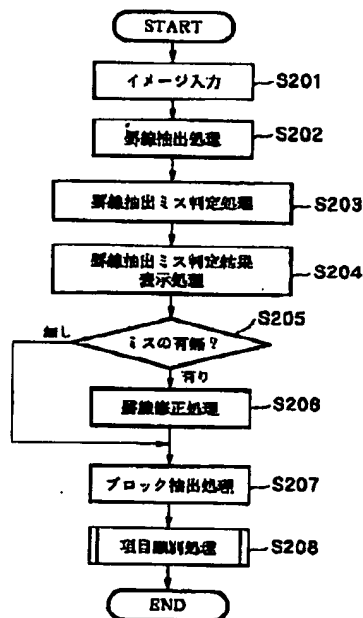 START
イメージ入力
S201
罫線抽出処理
S202
罫線抽出ミス判定処理
S203
罫線抽出ミス判定結果
表示処理
S204
S205
ミスの有無?
無し
有り
罫線修正処理
S206
ブロック抽出処理
S207
項目識別処理
S208
END